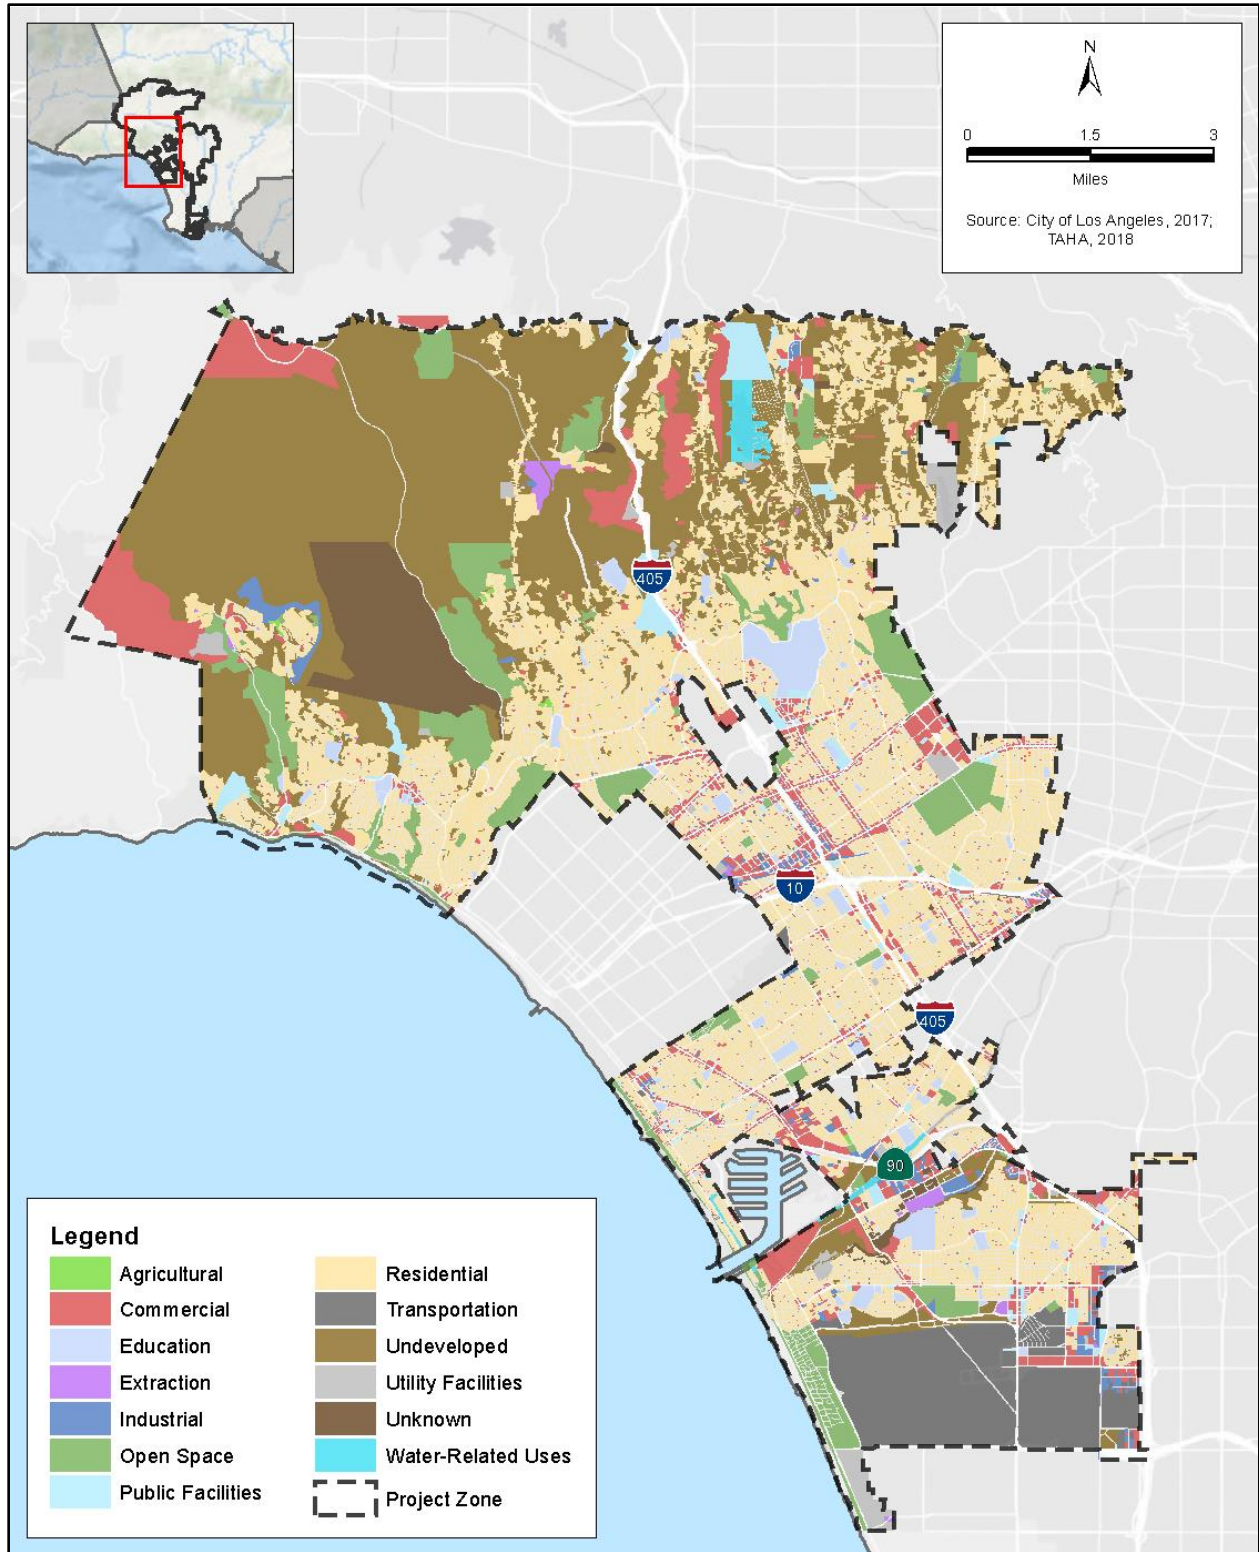 N
0 1.5 3
Miles
Source: City of Los Angeles, 2017;
TAHA, 2018
405
10
405
90
Legend
Agricultural
Commercial
Education
Extraction
Industrial
Open Space
Public Facilities
Residential
Transportation
Undeveloped
Utility Facilities
Unknown
Water-Related Uses
Project Zone